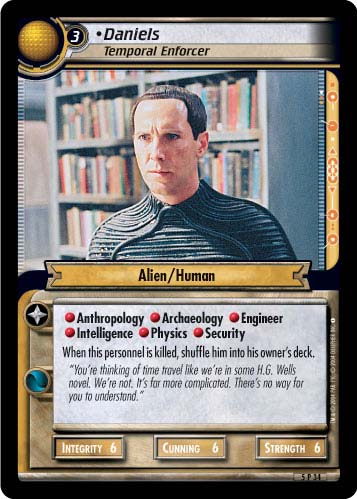 3 •Daniels
Temporal Enforcer
Alien/Human
•Anthropology •Archaeology •Engineer
•Intelligence •Physics •Security
When this personnel is killed, shuffle him into his owner's deck.
"You're thinking of time travel like we're in some H.G. Wells
novel. We're not. It's far more complicated. There's no way for
you to understand."
INTEGRITY 6 CUNNING 6 STRENGTH 6
5 P 34